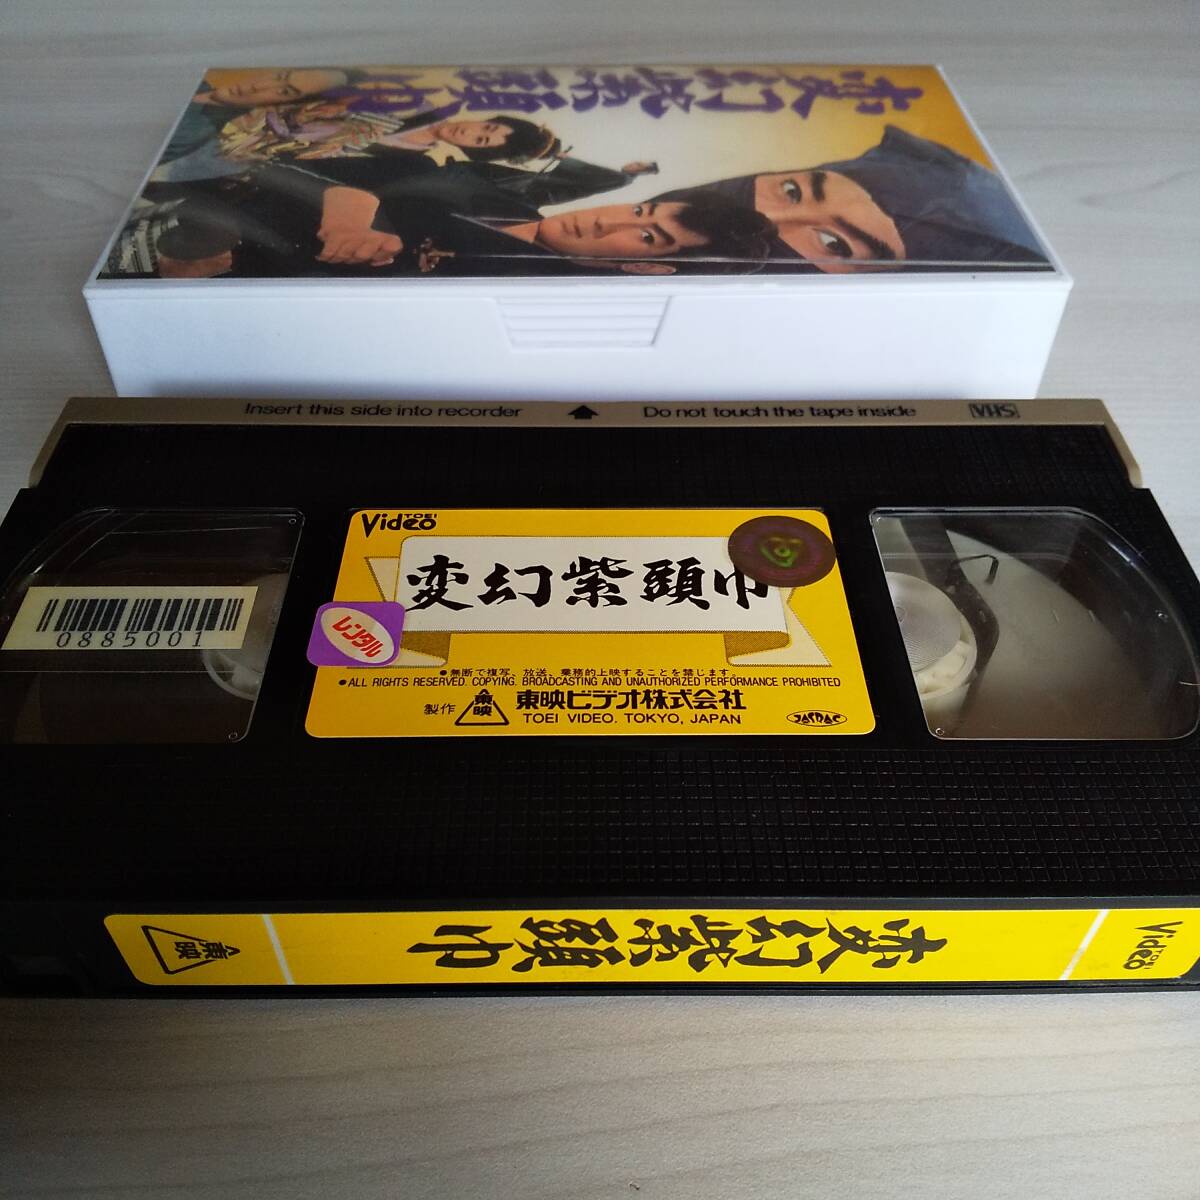 変幻紫頭巾
Insert this side into recorder
Do not touch the tape inside
VHS
TOEI
Video
変幻紫頭巾
レンタル
0885001
●無断で複写、放送、業務的上映することを禁じます。
●ALL RIGHTS RESERVED. COPYING. BROADCASTING AND UNAUTHORIZED PERFORMANCE PROHIBITED
製作 東映 東映ビデオ株式会社
TOEI VIDEO. TOKYO, JAPAN
JASRAC
東映
変幻紫頭巾
TOEI
Video